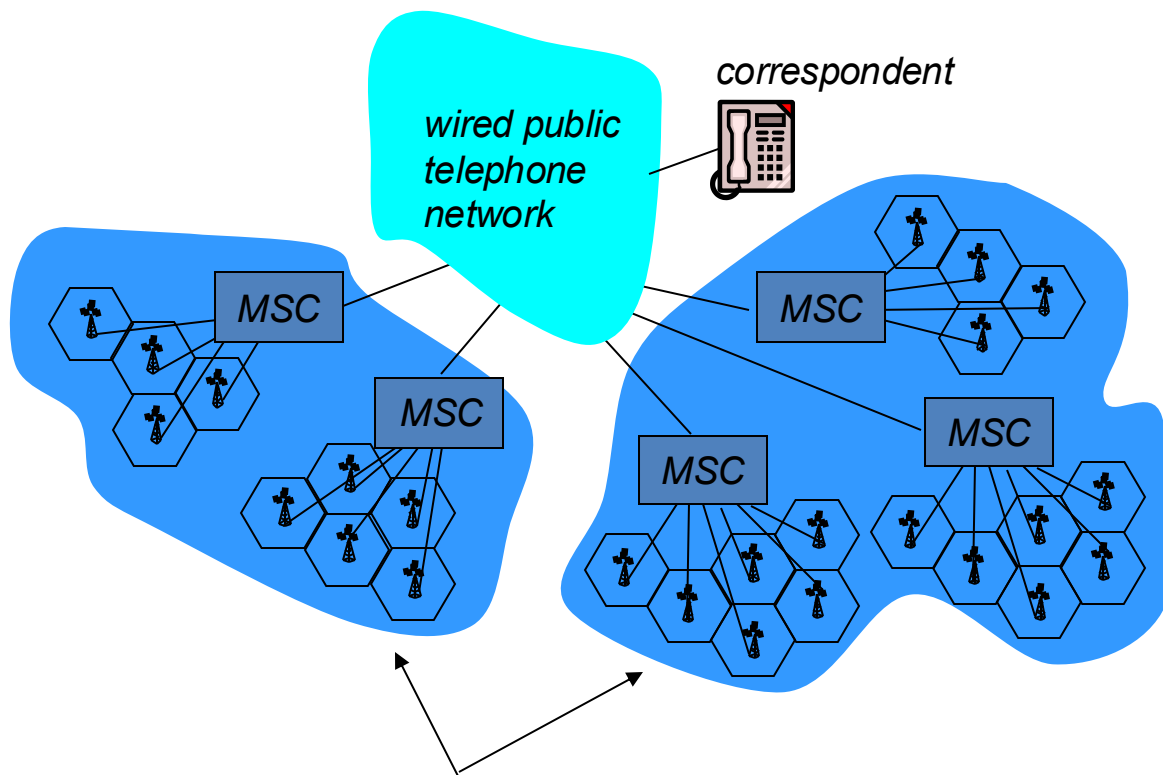 correspondent
wired public
telephone
network
MSC
MSC
MSC
MSC
MSC